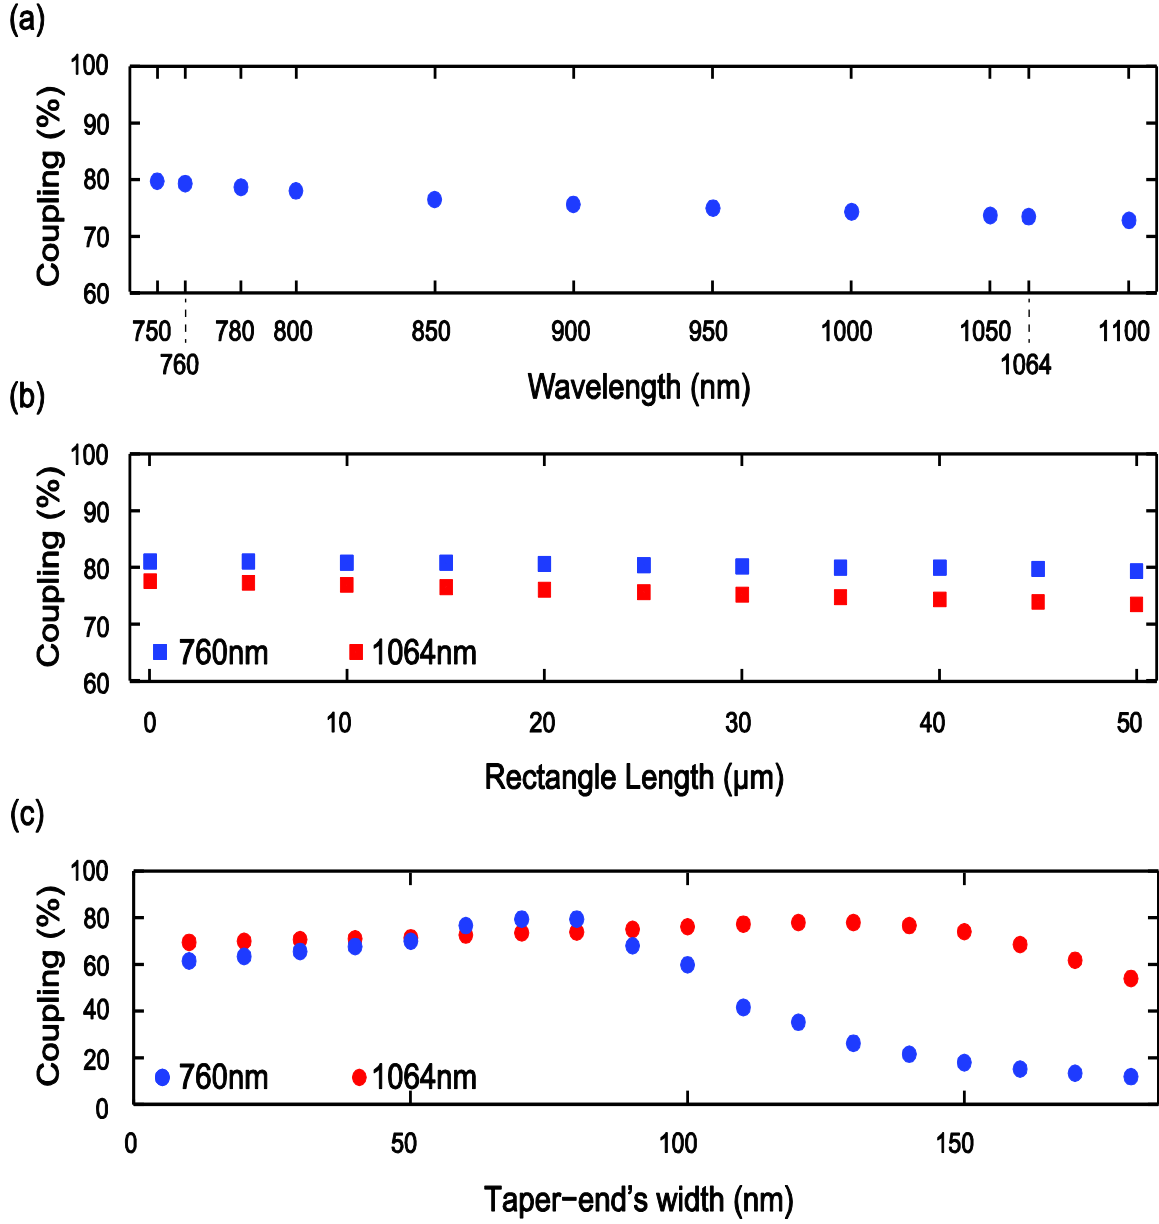 (a)
Coupling (%)
100
90
80
70
60
750 780 800 850 900 950 1000 1050 1100
760 1064
Wavelength (nm)
(b)
Coupling (%)
100
90
80
70
60
760nm 1064nm
0 10 20 30 40 50
Rectangle Length (µm)
(c)
Coupling (%)
100
80
60
40
20
0
760nm 1064nm
0 50 100 150
Taper−end's width (nm)